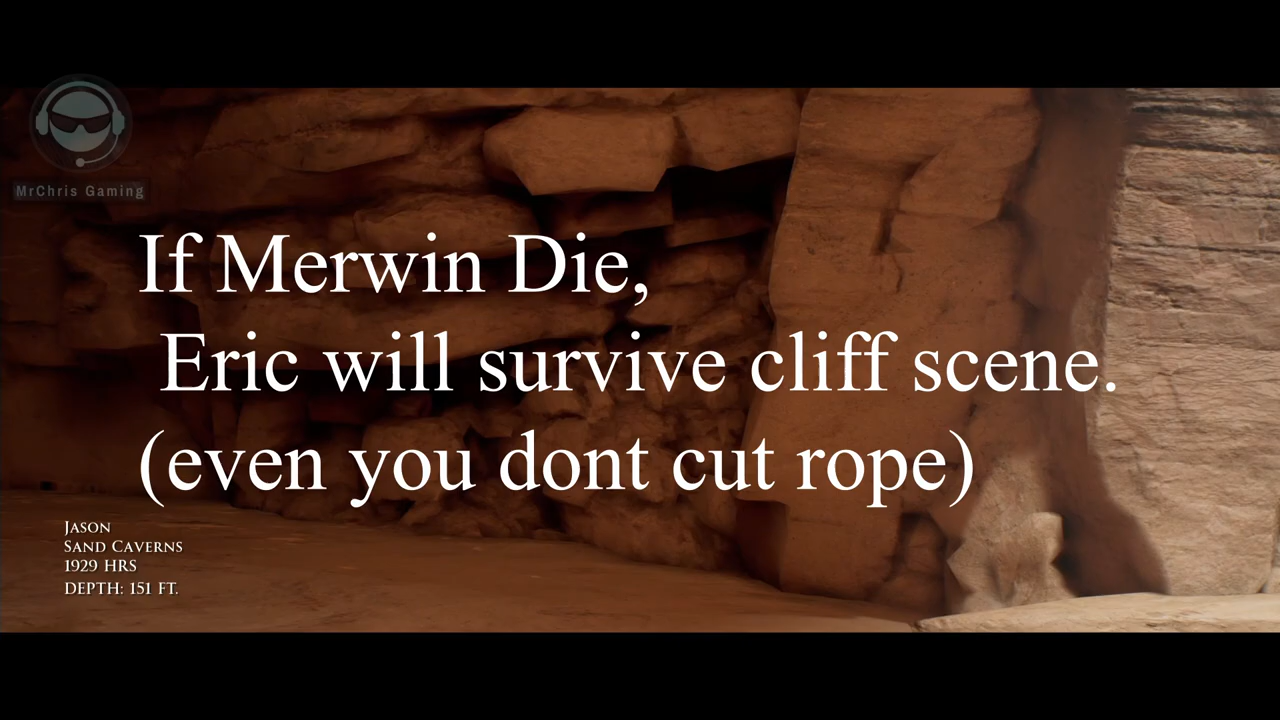 MrChris Gaming
If Merwin Die,
Eric will survive cliff scene.
(even you dont cut rope)
JASON
SAND CAVERNS
1929 HRS
DEPTH: 151 FT.